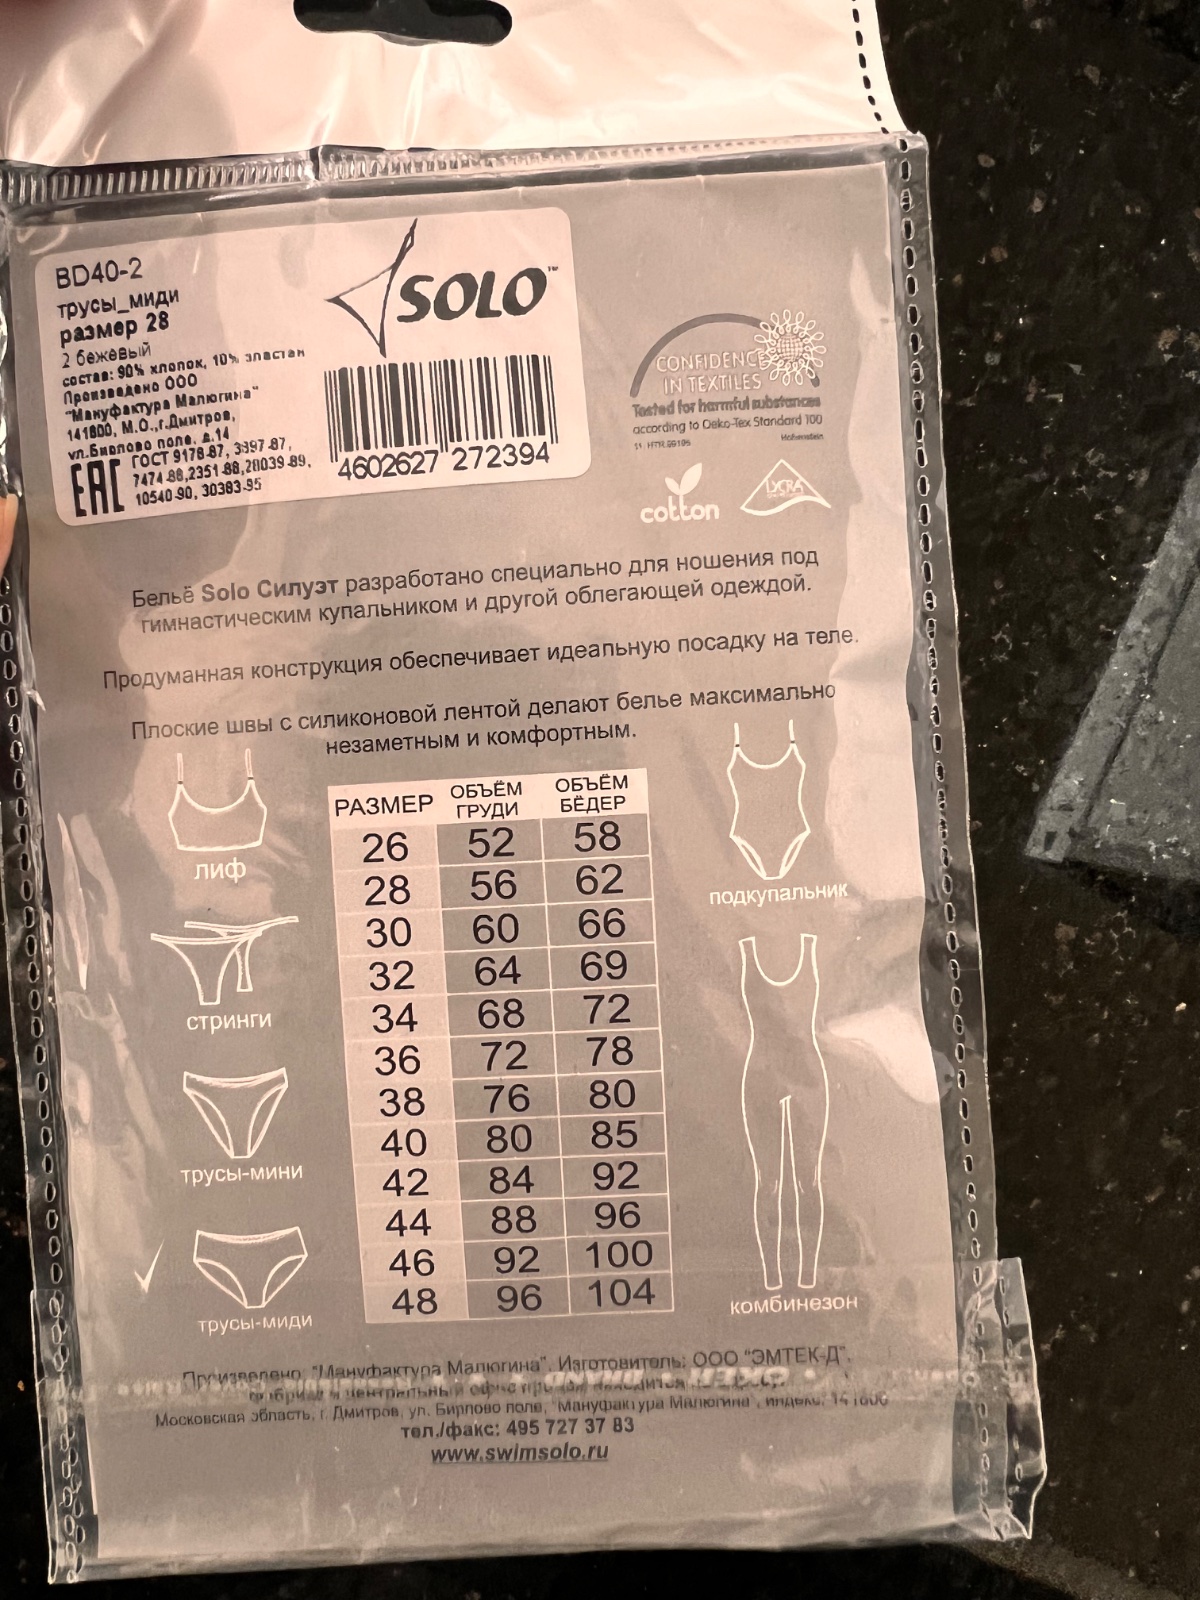 BD40-2
трусы_миди
размер 28
2 бежевый
состав: 90% хлопок, 10% эластан
Произведено ООО
"Мануфактура Малюгина"
141800, М.О.,г.Дмитров,
ул.Бирлово поле, д.14
EAC
ГОСТ 9176-87, 3897-87,
7474-88,2351-88,28039-89,
10540-90, 30383-95
SOLO™
4602627 272394
CONFIDENCE
IN TEXTILES
Tested for harmful substances
according to Oeko-Tex Standard 100
Hohenstein
cotton
LYCRA
Бельё Solo Силуэт разработано специально для ношения под
гимнастическим купальником и другой облегающей одеждой.
Продуманная конструкция обеспечивает идеальную посадку на теле.
Плоские швы с силиконовой лентой делают белье максимально
незаметным и комфортным.
лиф
стринги
трусы-мини
трусы-миди
РАЗМЕР ОБЪЁМ ГРУДИ ОБЪЁМ БЁДЕР
26 52 58
28 56 62
30 60 66
32 64 69
34 68 72
36 72 78
38 76 80
40 80 85
42 84 92
44 88 96
46 92 100
48 96 104
подкупальник
комбинезон
Произведено: "Мануфактура Малюгина". Изготовитель: ООО "ЭМТЕК-Д",
центральный офис
Московская область, г. Дмитров, ул. Бирлово поле, "Мануфактура Малюгина", индекс: 141800
тел./факс: 495 727 37 83
www.swimsolo.ru